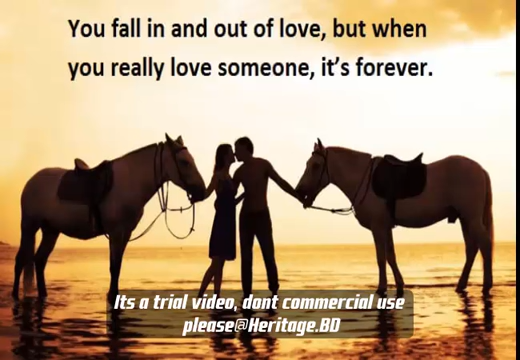 You fall in and out of love, but when
you really love someone, it's forever.
Its a trial video, dont commercial use
please@Heritage.BD